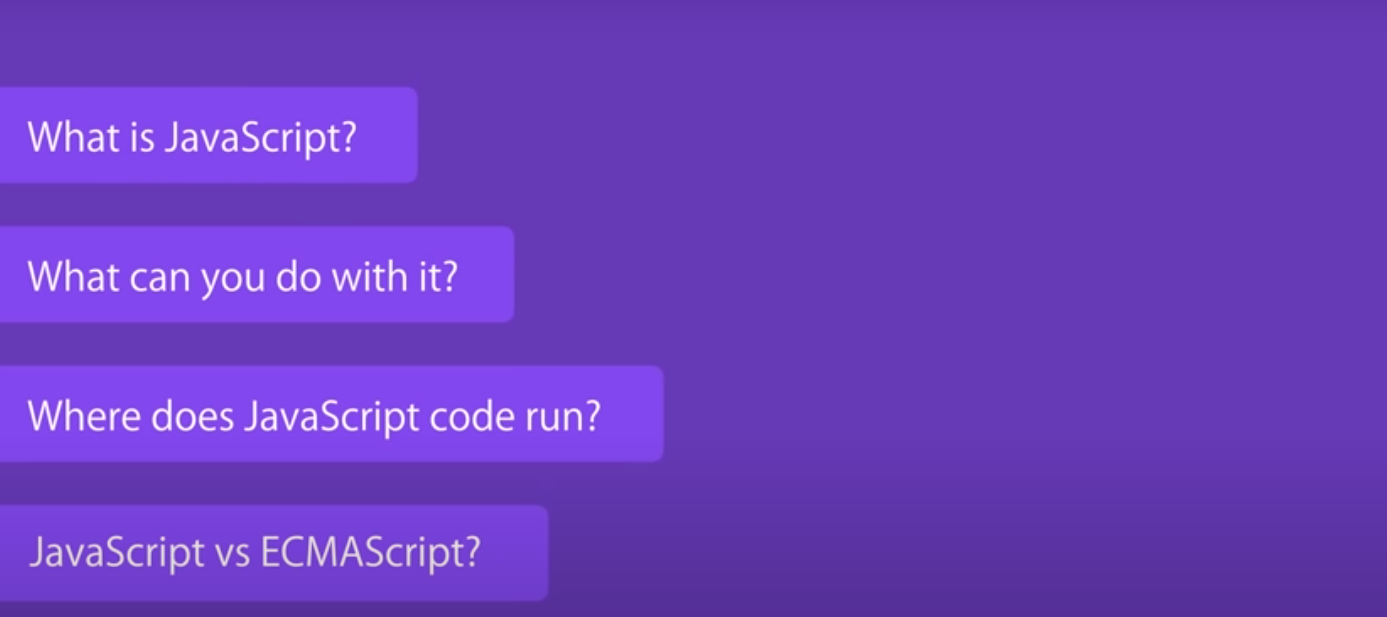 What is JavaScript?
What can you do with it?
Where does JavaScript code run?
JavaScript vs ECMAScript?